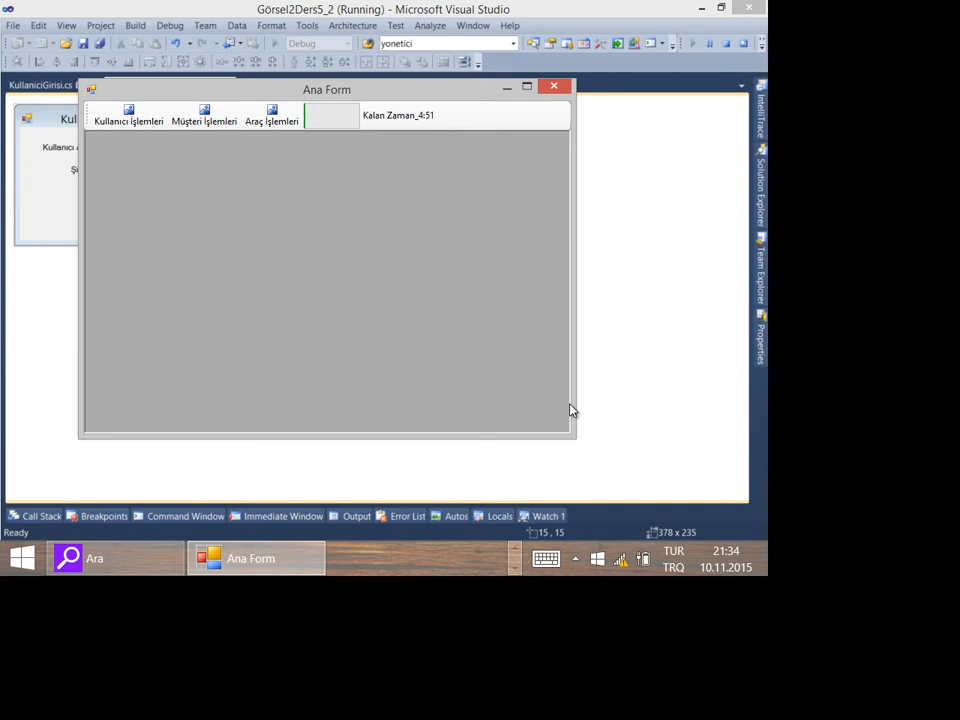 Görsel2Ders5_2 (Running) - Microsoft Visual Studio
File Edit View Project Build Debug Team Data Format Tools Architecture Test Analyze Window Help
Debug yonetici
KullaniciGirisi.cs
Ana Form
Kul
Kullanıcı İşlemleri Müşteri İşlemleri Araç İşlemleri Kalan Zaman_4:51
Kullanıcı
IntelliTrace
Solution Explorer
Team Explorer
Properties
Call Stack Breakpoints Command Window Immediate Window Output Error List Autos Locals Watch 1
Ready 15 , 15 378 x 235
Ara Ana Form TUR 21:34
TRQ 10.11.2015